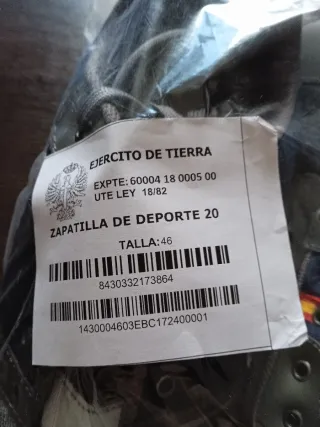 EJERCITO DE TIERRA
EXPTE: 60004 18 0005 00
UTE LEY 18/82
ZAPATILLA DE DEPORTE 20
TALLA: 46
8430332173864
1430004603EBC172400001